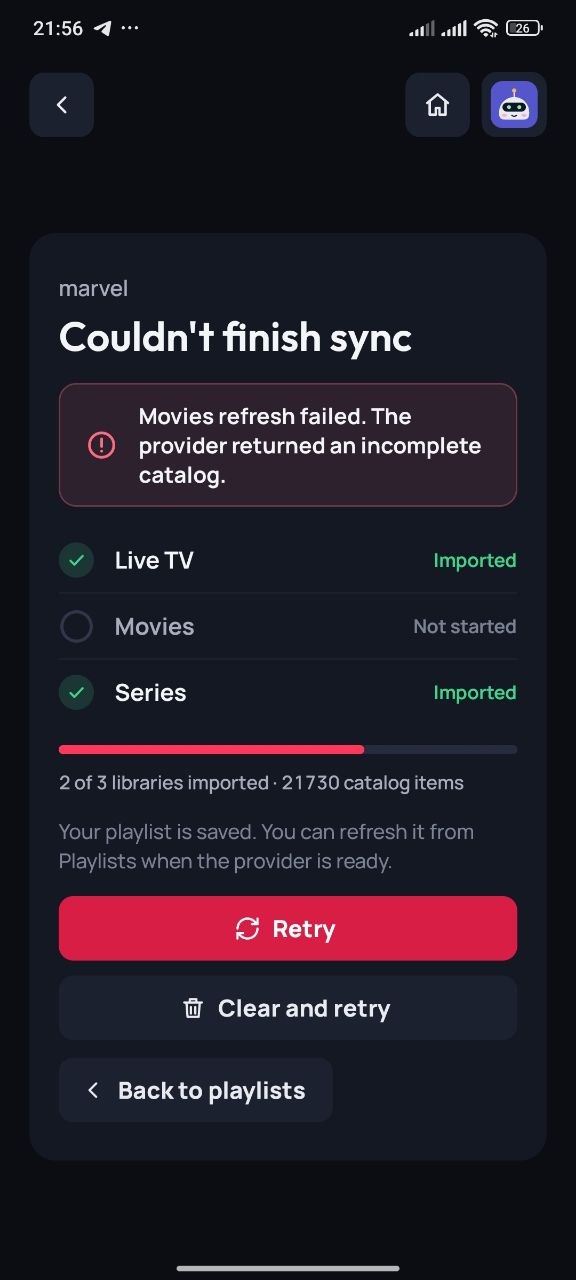 21:56
26
marvel
Couldn't finish sync
Movies refresh failed. The
provider returned an incomplete
catalog.
Live TV
Imported
Movies
Not started
Series
Imported
2 of 3 libraries imported · 21730 catalog items
Your playlist is saved. You can refresh it from
Playlists when the provider is ready.
Retry
Clear and retry
Back to playlists